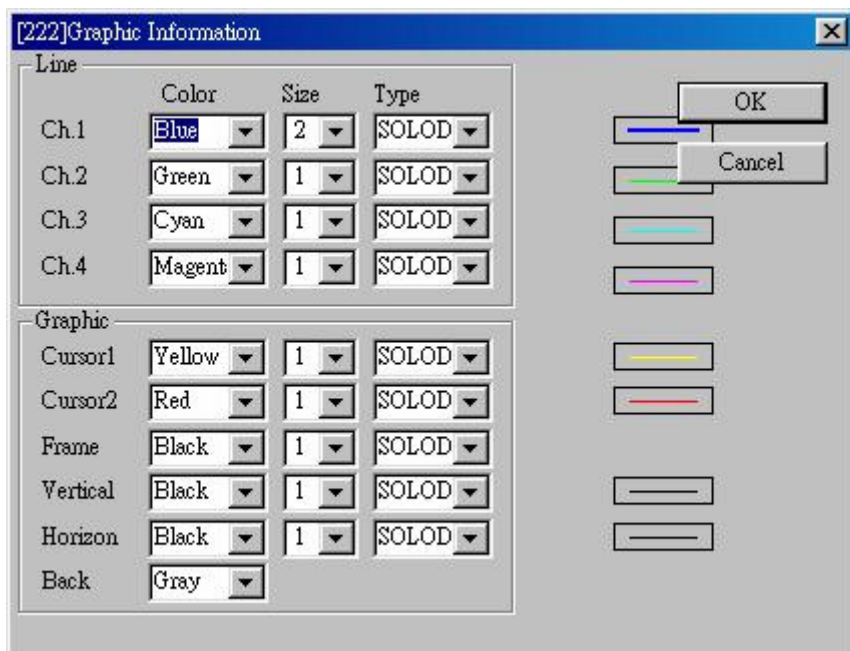 [222]Graphic Information
Line
Color Size Type
Ch.1 Blue 2 SOLOD
Ch.2 Green 1 SOLOD
Ch.3 Cyan 1 SOLOD
Ch.4 Magent 1 SOLOD
Graphic
Cursor1 Yellow 1 SOLOD
Cursor2 Red 1 SOLOD
Frame Black 1 SOLOD
Vertical Black 1 SOLOD
Horizon Black 1 SOLOD
Back Gray
OK
Cancel